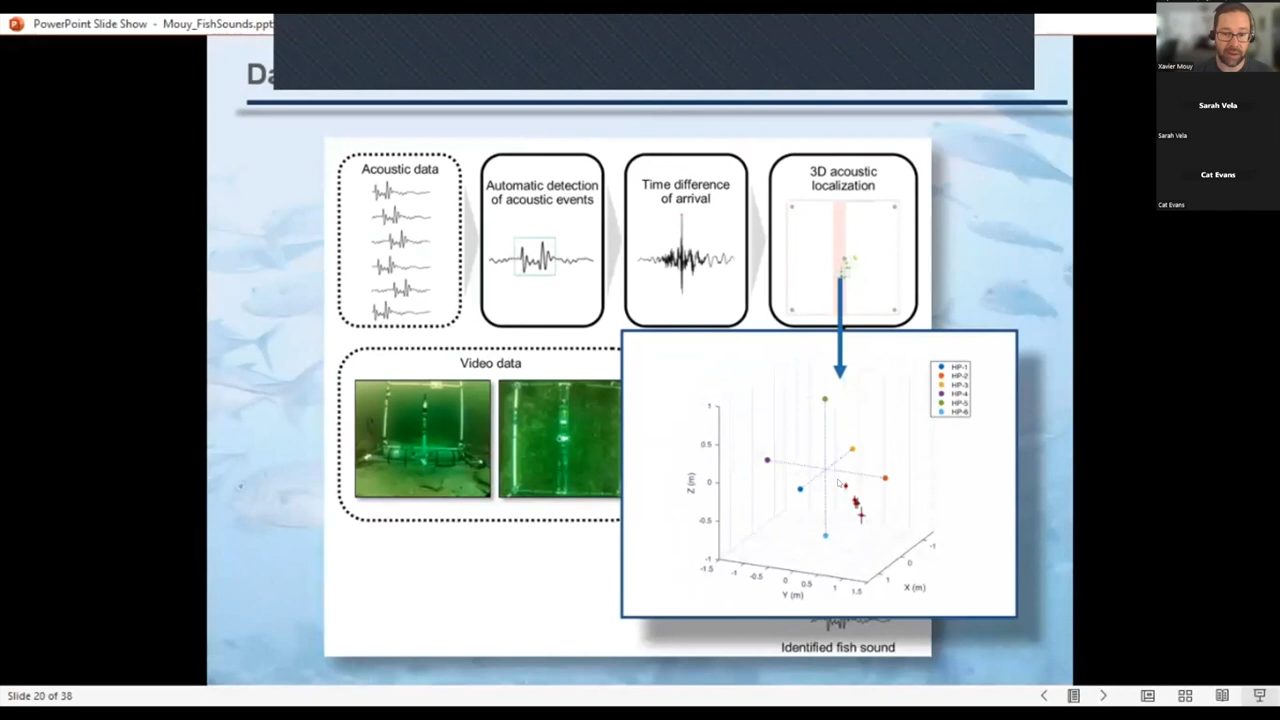 PowerPoint Slide Show - Mouy_FishSounds.ppt
Xavier Mouy
Sarah Vela
Sarah Vela
Cat Evans
Cat Evans
Da
Acoustic data
Automatic detection
of acoustic events
Time difference
of arrival
3D acoustic
localization
Video data
HP-1
HP-2
HP-3
HP-4
HP-5
HP-6
1
0.5
0
-0.5
-1
Z (m)
-1.5
-1
-0.5
0
0.5
1
1.5
Y (m)
1
0
-1
X (m)
Identified fish sound
Slide 20 of 38